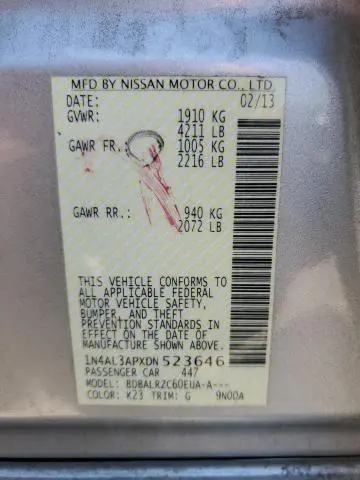 MFD BY NISSAN MOTOR CO., LTD
DATE: 02/13
GVWR: 1910 KG
4211 LB
GAWR FR.: 1005 KG
2216 LB
GAWR RR.: 940 KG
2072 LB
THIS VEHICLE CONFORMS TO
ALL APPLICABLE FEDERAL
MOTOR VEHICLE SAFETY,
BUMPER, AND THEFT
PREVENTION STANDARDS IN
EFFECT ON THE DATE OF
MANUFACTURE SHOWN ABOVE.
1N4AL3APXDN523646
PASSENGER CAR 447
MODEL: BDBALRZC60EUA-A---
COLOR: K23 TRIM: G 9N00A